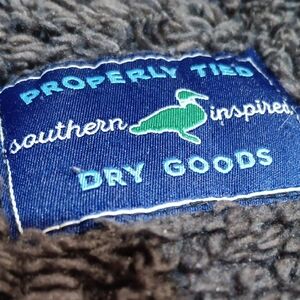 PROPERLY TIED
southern inspired.
DRY GOODS